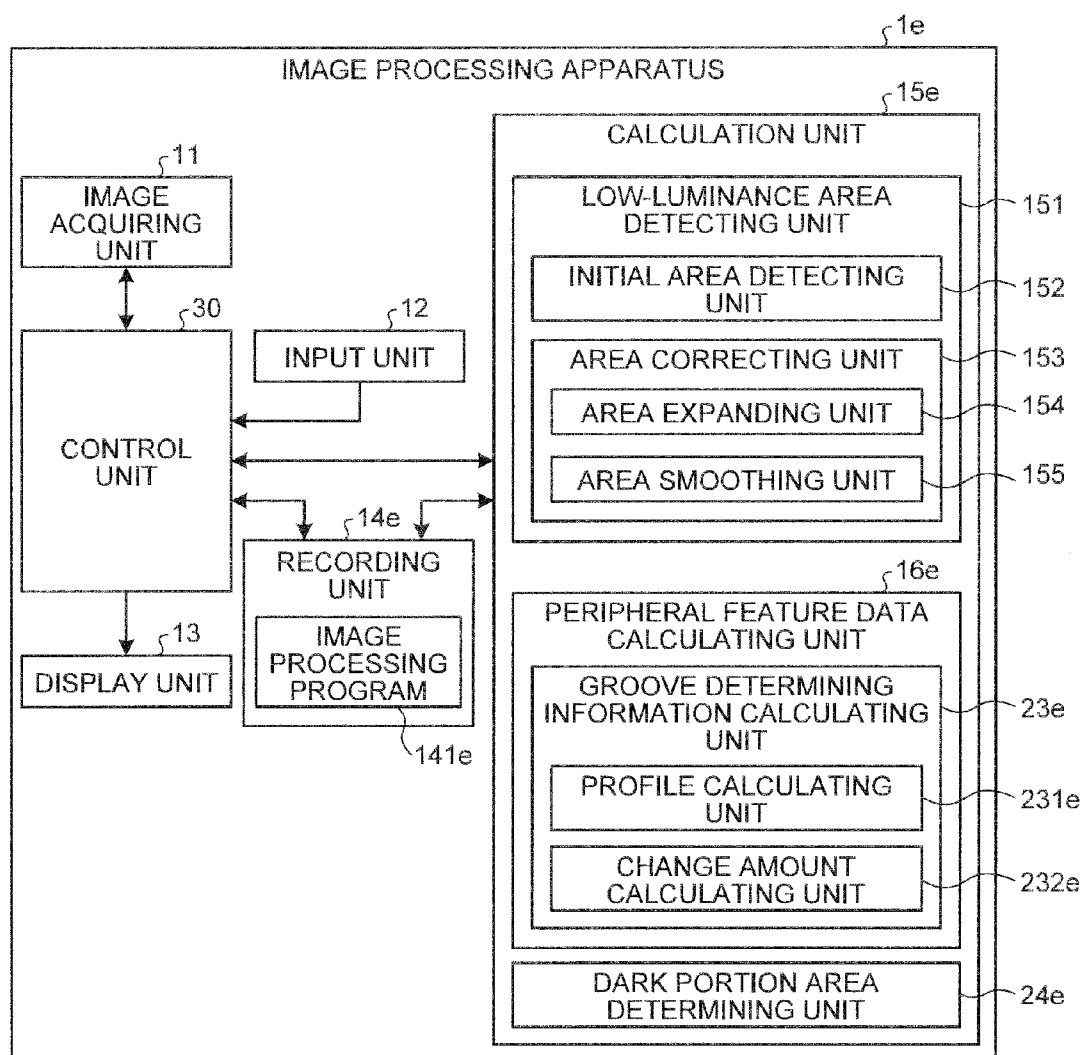 1e
IMAGE PROCESSING APPARATUS
11
IMAGE
ACQUIRING
UNIT
30
CONTROL
UNIT
12
INPUT UNIT
13
DISPLAY UNIT
14e
RECORDING
UNIT
IMAGE
PROCESSING
PROGRAM
141e
15e
CALCULATION UNIT
LOW-LUMINANCE AREA
DETECTING UNIT
151
INITIAL AREA DETECTING
UNIT
152
AREA CORRECTING UNIT
153
AREA EXPANDING UNIT
154
AREA SMOOTHING UNIT
155
16e
PERIPHERAL FEATURE DATA
CALCULATING UNIT
GROOVE DETERMINING
INFORMATION CALCULATING
UNIT
23e
PROFILE CALCULATING
UNIT
231e
CHANGE AMOUNT
CALCULATING UNIT
232e
DARK PORTION AREA
DETERMINING UNIT
24e